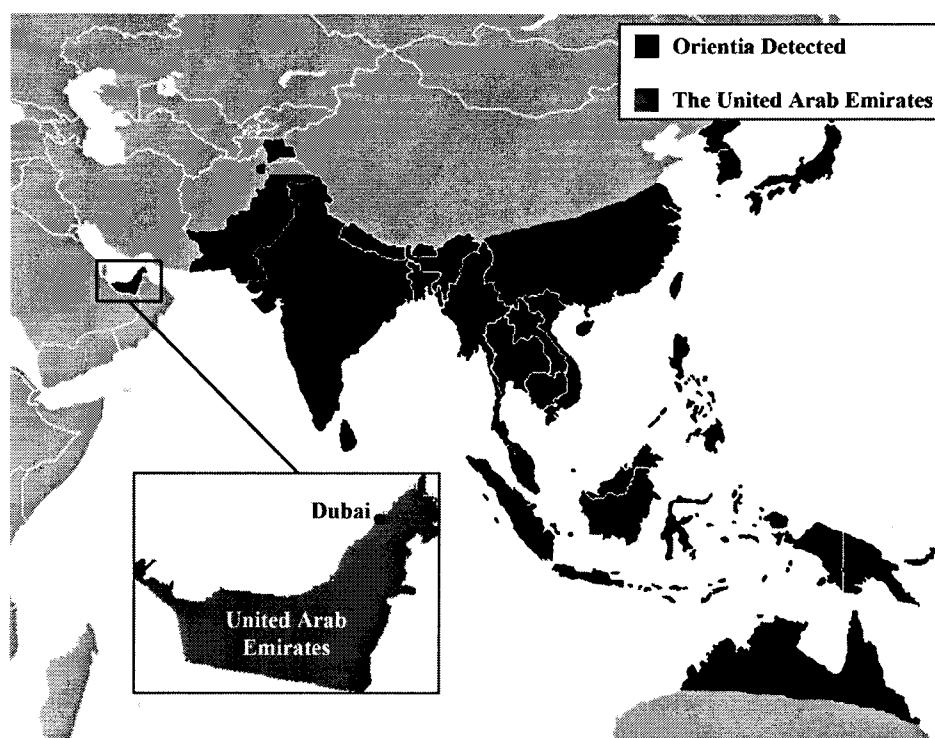 Orientia Detected
The United Arab Emirates
Dubai
United Arab
Emirates